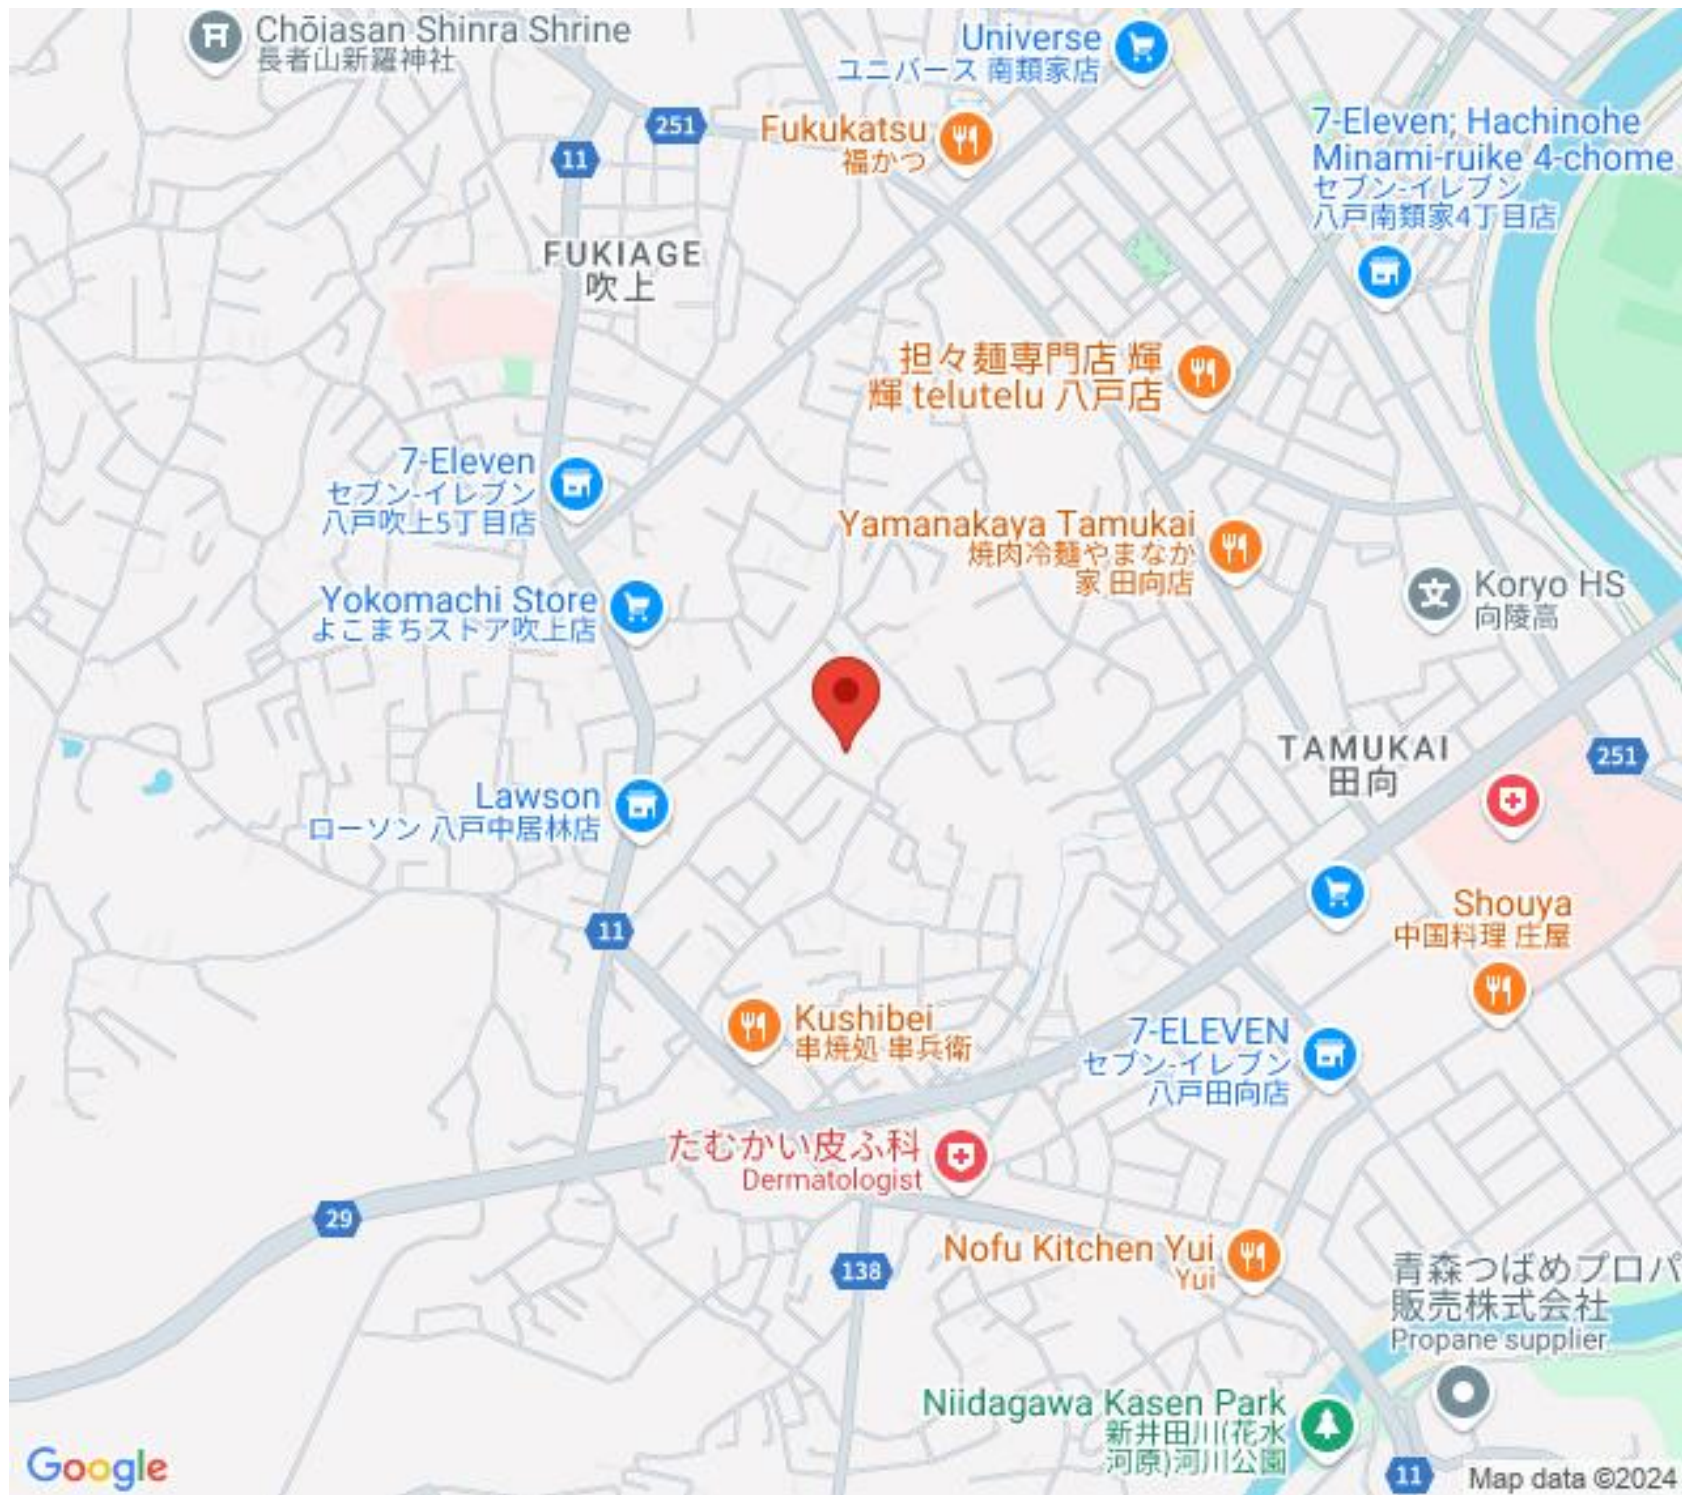 Chōjasan Shinra Shrine
長者山新羅神社
Universe
ユニバース 南類家店
251
11
Fukukatsu
福かつ
7-Eleven; Hachinohe
Minami-ruike 4-chome
セブン-イレブン
八戸南類家4丁目店
FUKIAGE
吹上
担々麺専門店 輝
輝 telutelu 八戸店
7-Eleven
セブン-イレブン
八戸吹上5丁目店
Yamanakaya Tamukai
焼肉冷麺やまなか
家 田向店
Koryo HS
向陵高
Yokomachi Store
よこまちストア吹上店
TAMUKAI
田向
251
Lawson
ローソン 八戸中居林店
Shouya
中国料理 庄屋
11
Kushibei
串焼処 串兵衛
7-ELEVEN
セブン-イレブン
八戸田向店
たむかい皮ふ科
Dermatologist
29
138
Nofu Kitchen Yui
Yui
青森つばめプロパ
販売株式会社
Propane supplier
Niidagawa Kasen Park
新井田川(花水
河原)河川公園
11
Google
Map data ©2024